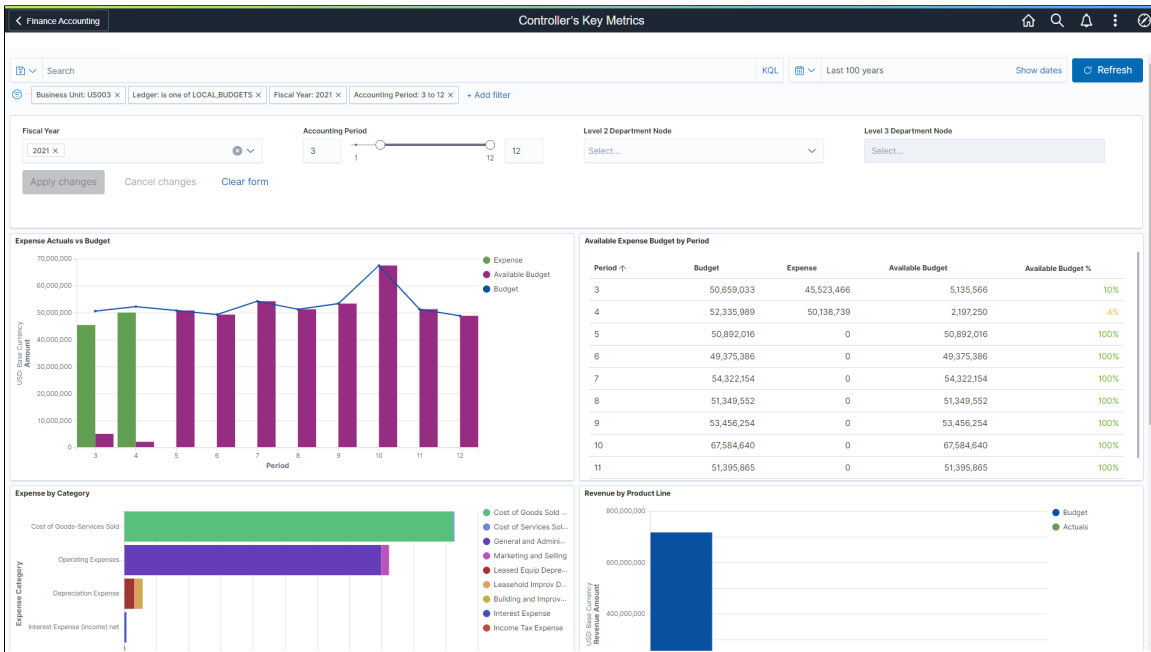 Finance Accounting
Controller's Key Metrics
Search
KQL
Last 100 years
Show dates
Refresh
Business Unit: US003 ×
Ledger: is one of LOCAL,BUDGETS ×
Fiscal Year: 2021 ×
Accounting Period: 3 to 12 ×
+ Add filter
Fiscal Year
Accounting Period
Level 2 Department Node
Level 3 Department Node
2021 ×
3
1
12
12
Select...
Select...
Apply changes
Cancel changes
Clear form
Expense Actuals vs Budget
70,000,000
60,000,000
50,000,000
40,000,000
30,000,000
20,000,000
10,000,000
0
USD: Base Currency
Amount
3 4 5 6 7 8 9 10 11 12
Period
Expense
Available Budget
Budget
Available Expense Budget by Period
Period ↑ Budget Expense Available Budget Available Budget %
3 50,659,033 45,523,466 5,135,566 10%
4 52,335,989 50,138,739 2,197,250 4%
5 50,892,016 0 50,892,016 100%
6 49,375,386 0 49,375,386 100%
7 54,322,154 0 54,322,154 100%
8 51,349,552 0 51,349,552 100%
9 53,456,254 0 53,456,254 100%
10 67,584,640 0 67,584,640 100%
11 51,395,865 0 51,395,865 100%
Expense by Category
Expense Category
Cost of Goods-Services Sold
Operating Expenses
Depreciation Expense
Interest Expense (Income) net
Cost of Goods Sold ...
Cost of Services Sol...
General and Admini...
Marketing and Selling
Leased Equip Depre...
Leasehold Improv D...
Building and Improv...
Interest Expense
Income Tax Expense
Revenue by Product Line
800,000,000
600,000,000
400,000,000
USD: Base Currency
Revenue Amount
Budget
Actuals